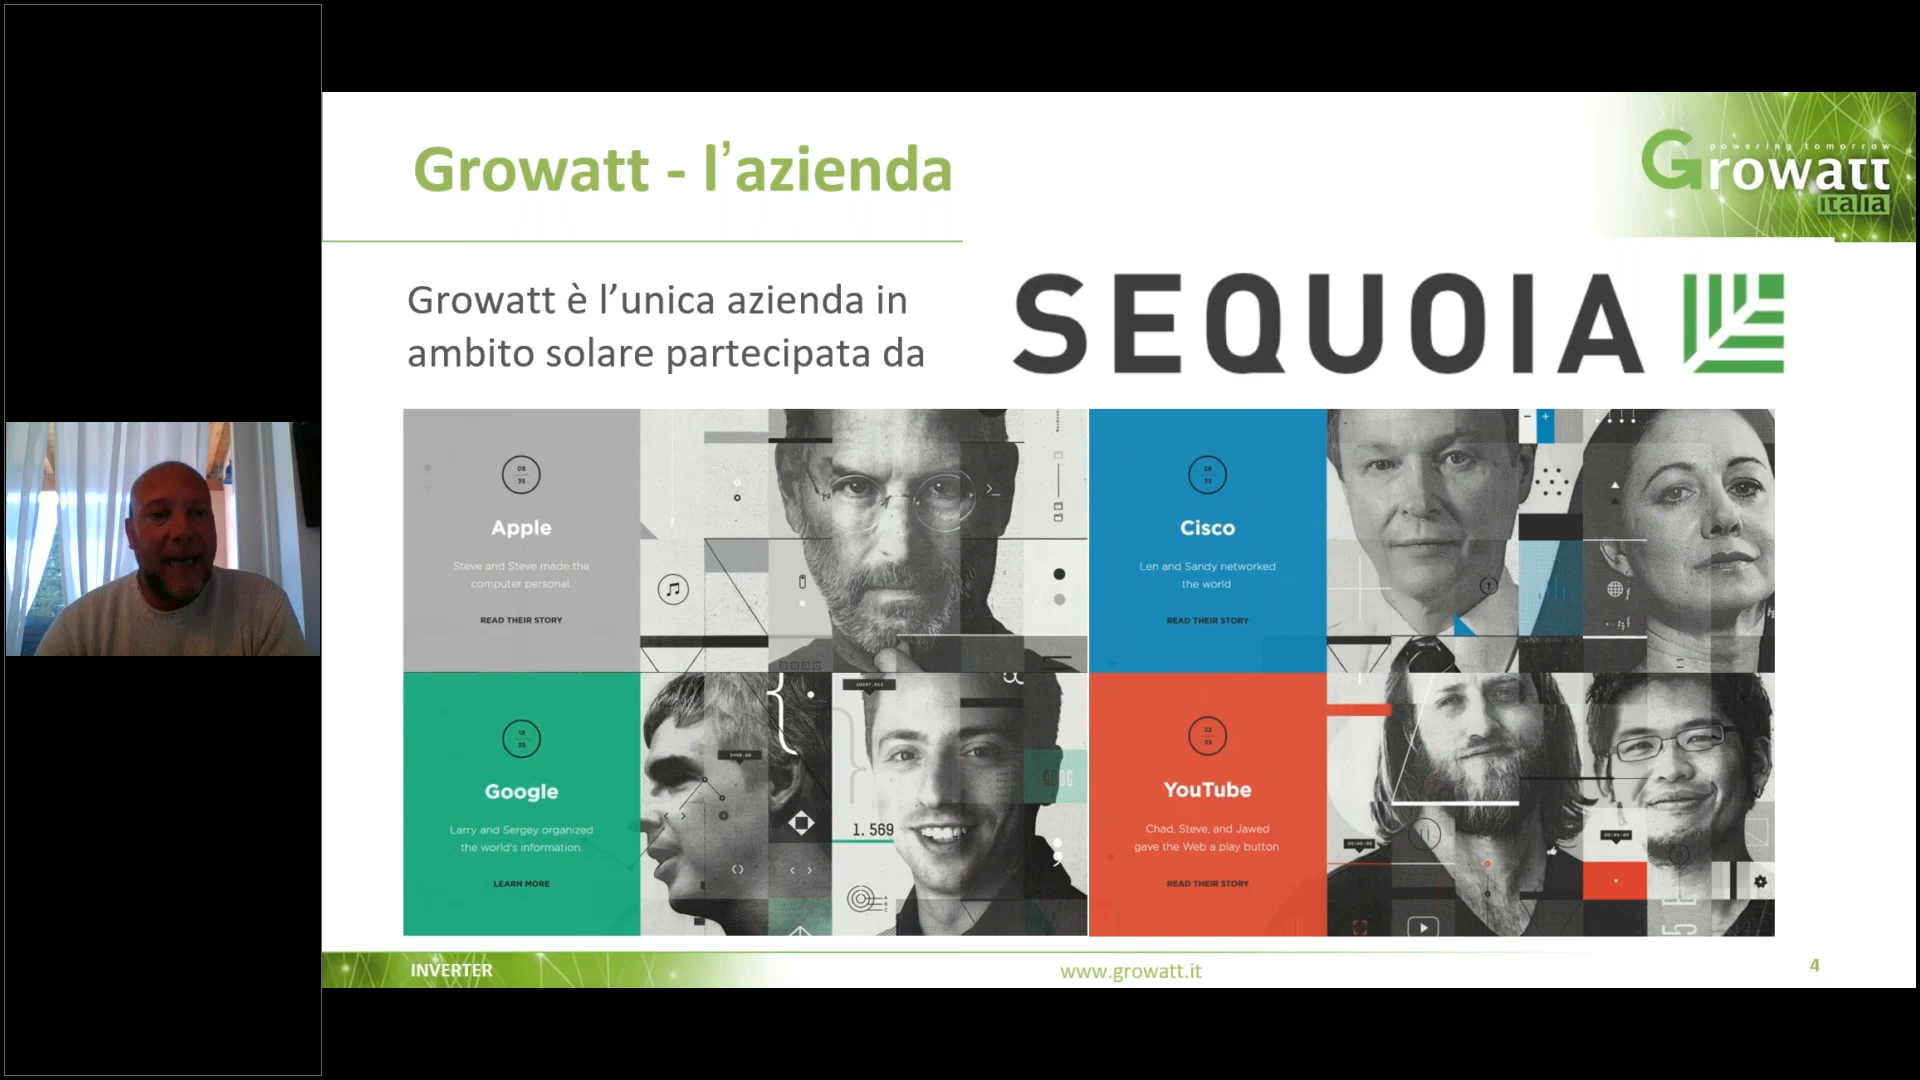 Growatt - l’azienda
powering tomorrow
Growatt
italia
Growatt è l’unica azienda in
ambito solare partecipata da
SEQUOIA
Apple
Steve and Steve made the
computer personal.
READ THEIR STORY
Cisco
Len and Sandy networked
the world.
READ THEIR STORY
Google
Larry and Sergey organized
the world's information.
LEARN MORE
1. 569
GOOG
YouTube
Chad, Steve, and Jawed
gave the Web a play button.
READ THEIR STORY
INVERTER
www.growatt.it
4